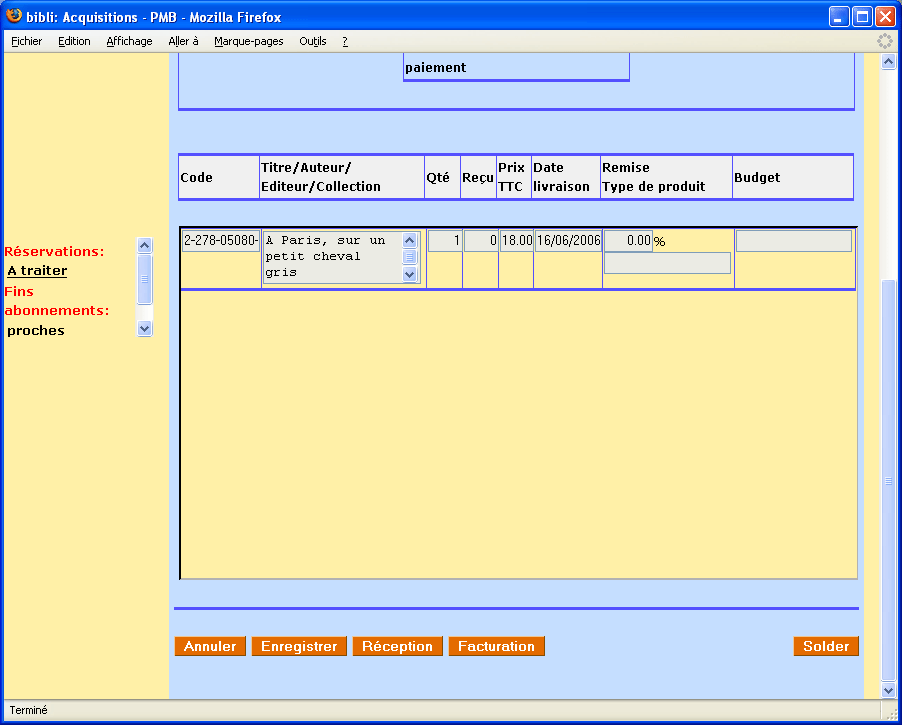 bibli: Acquisitions - PMB - Mozilla Firefox
Fichier Edition Affichage Aller à Marque-pages Outils ?
paiement
Code Titre/Auteur/ Editeur/Collection Qté Reçu Prix TTC Date livraison Remise Type de produit Budget
2-278-05080- A Paris, sur un 1 0 18.00 16/06/2006 0.00 %
petit cheval
gris
Réservations:
A traiter
Fins
abonnements:
proches
Annuler Enregistrer Réception Facturation Solder
Terminé